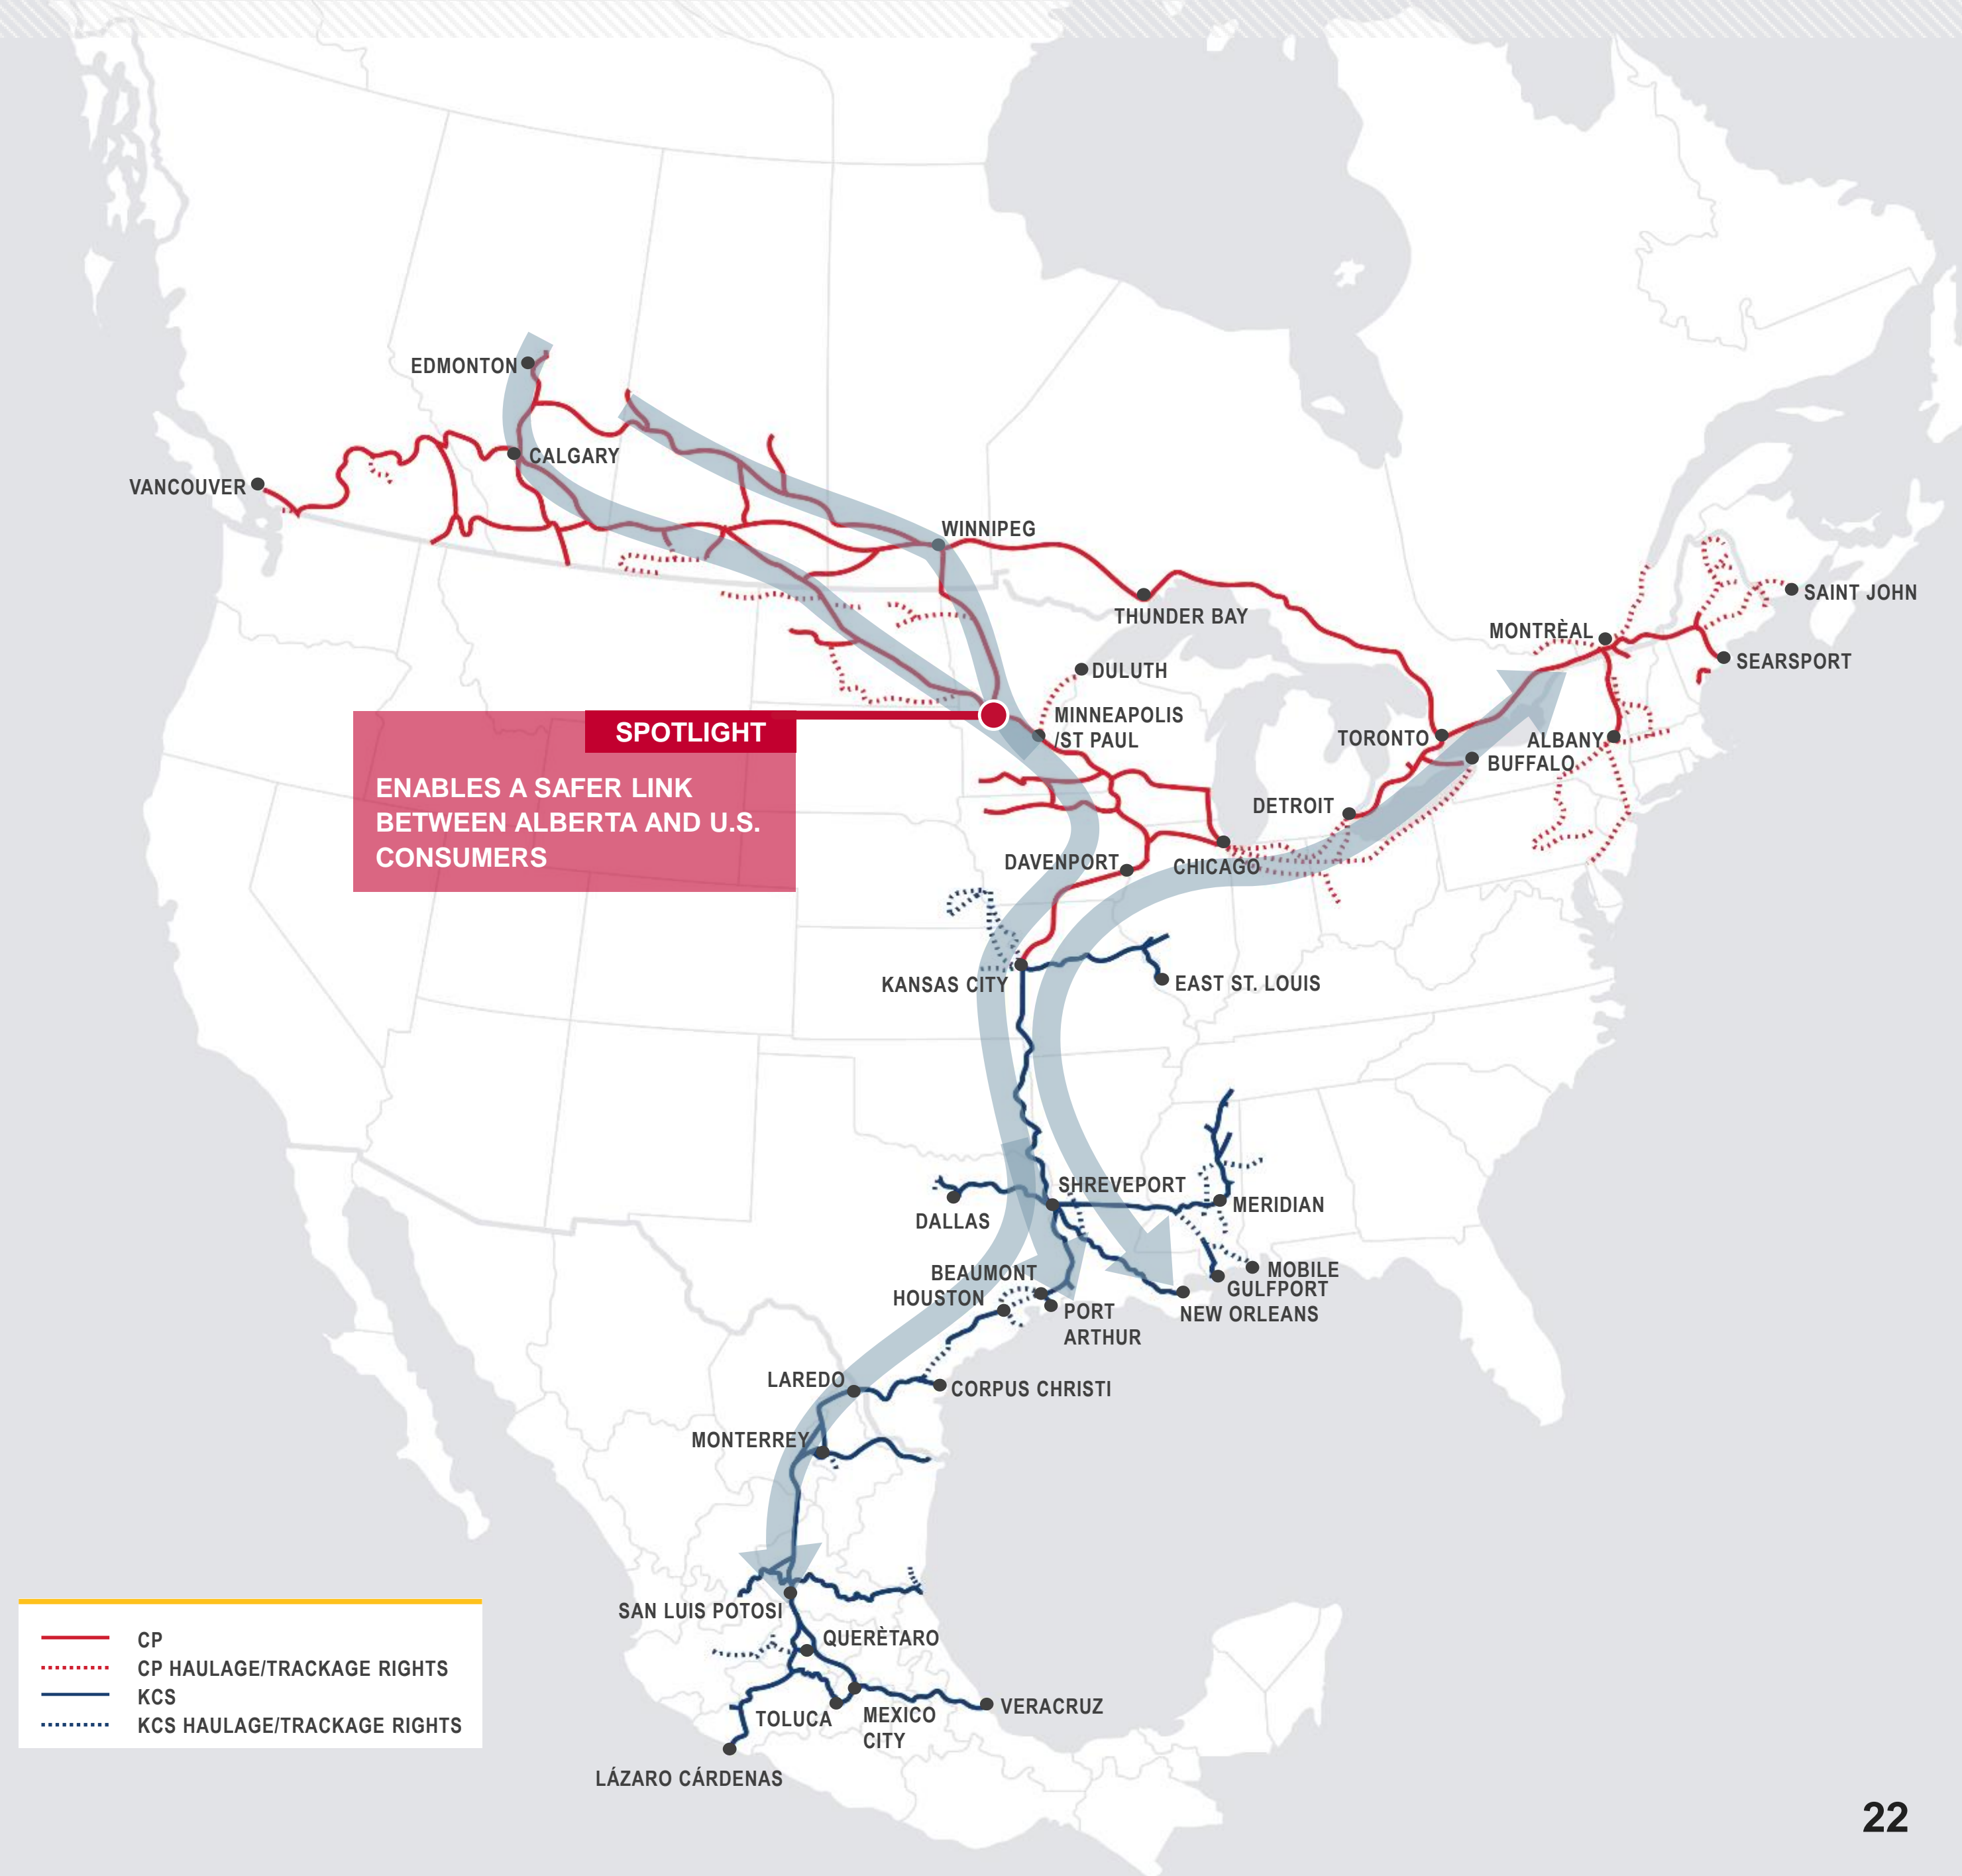 EDMONTON
CALGARY
VANCOUVER
WINNIPEG
THUNDER BAY
SAINT JOHN
MONTRÈAL
SEARSPORT
DULUTH
MINNEAPOLIS
/ST PAUL
SPOTLIGHT
ENABLES A SAFER LINK
BETWEEN ALBERTA AND U.S.
CONSUMERS
TORONTO
ALBANY
BUFFALO
DETROIT
DAVENPORT
CHICAGO
KANSAS CITY
EAST ST. LOUIS
SHREVEPORT
MERIDIAN
DALLAS
BEAUMONT
HOUSTON
MOBILE
GULFPORT
NEW ORLEANS
PORT
ARTHUR
LAREDO
CORPUS CHRISTI
MONTERREY
SAN LUIS POTOSI
QUERÈTARO
TOLUCA
MEXICO
CITY
VERACRUZ
LÁZARO CÁRDENAS
CP
CP HAULAGE/TRACKAGE RIGHTS
KCS
KCS HAULAGE/TRACKAGE RIGHTS
22